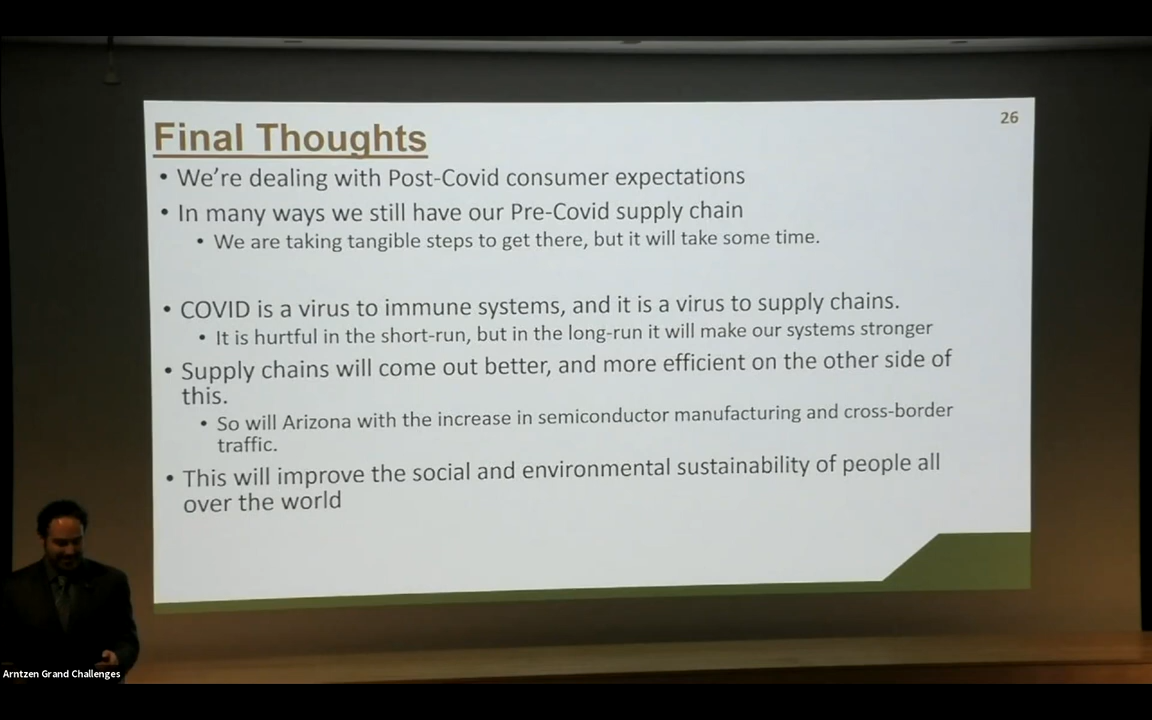 26
Final Thoughts
• We're dealing with Post-Covid consumer expectations
• In many ways we still have our Pre-Covid supply chain
• We are taking tangible steps to get there, but it will take some time.
• COVID is a virus to immune systems, and it is a virus to supply chains.
• It is hurtful in the short-run, but in the long-run it will make our systems stronger
• Supply chains will come out better, and more efficient on the other side of
this.
• So will Arizona with the increase in semiconductor manufacturing and cross-border
traffic.
• This will improve the social and environmental sustainability of people all
over the world
Arntzen Grand Challenges